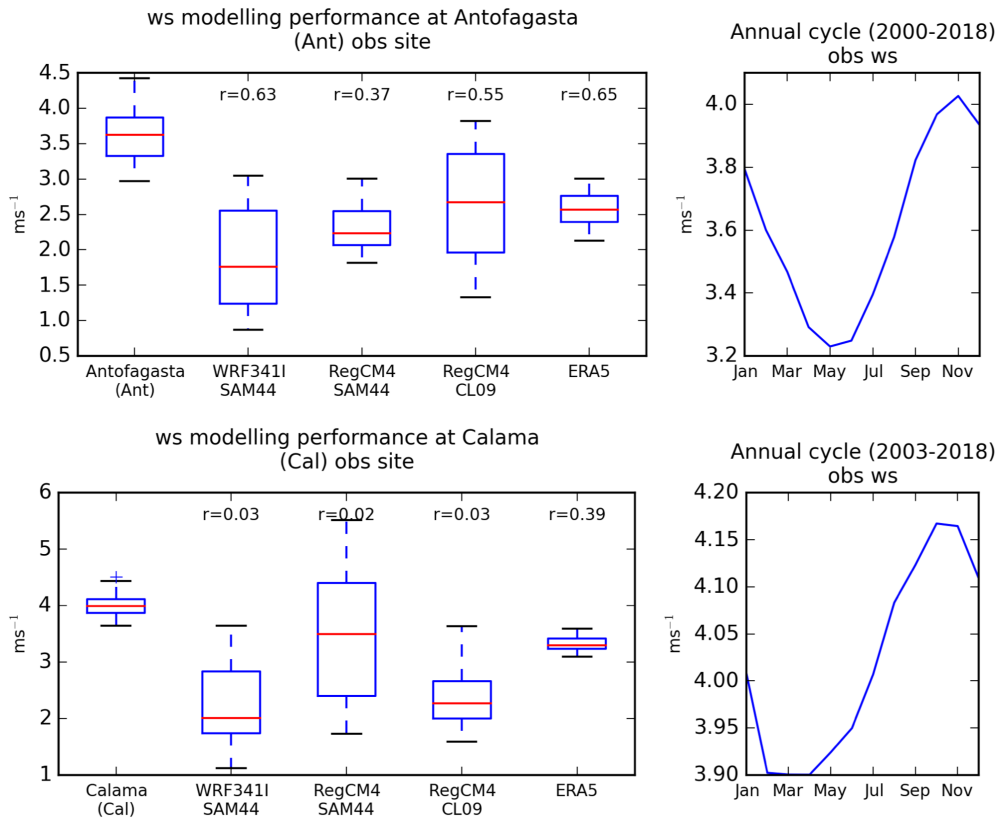 ws modelling performance at Antofagasta
(Ant) obs site
4.5
4.0
3.5
3.0
2.5
2.0
1.5
1.0
0.5
ms⁻¹
r=0.63
r=0.37
r=0.55
r=0.65
Antofagasta
(Ant)
WRF341I
SAM44
RegCM4
SAM44
RegCM4
CL09
ERA5
Annual cycle (2000-2018)
obs ws
4.0
3.8
3.6
3.4
3.2
ms⁻¹
Jan
Mar
May
Jul
Sep
Nov
ws modelling performance at Calama
(Cal) obs site
6
5
4
3
2
1
ms⁻¹
r=0.03
r=0.02
r=0.03
r=0.39
Calama
(Cal)
WRF341I
SAM44
RegCM4
SAM44
RegCM4
CL09
ERA5
Annual cycle (2003-2018)
obs ws
4.20
4.15
4.10
4.05
4.00
3.95
3.90
ms⁻¹
Jan
Mar
May
Jul
Sep
Nov